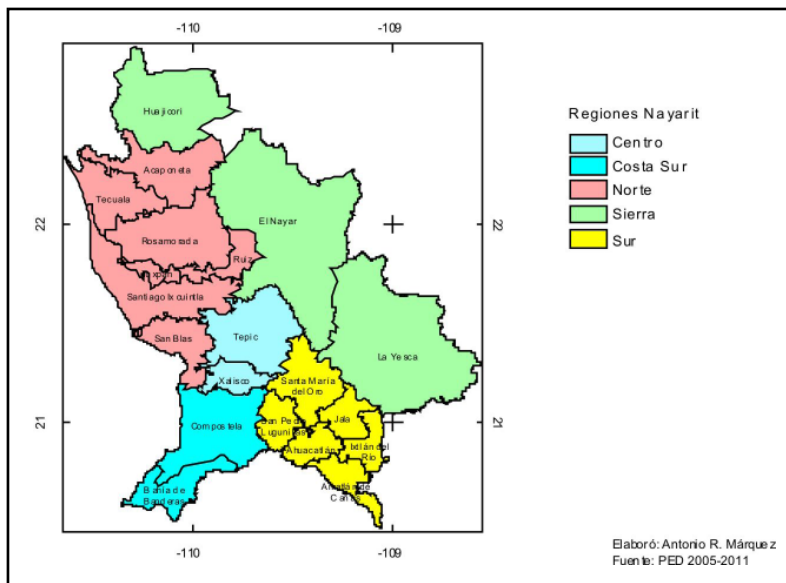 -110 -109
Huajicori
Acaponeta
Tecuala
El Nayar
22 22
Rosamorada
Ruiz
Santiago Ixcuintla
San Blas
Tepic
La Yesca
Xalisco
Santa María
del Oro
21 21
Compostela
Jala
San Pedro
Lagunillas
Ixtlán del
Río
Ahuacatlán
Amatlán de
Cañas
Bahía de
Banderas
-110 -109
Regiones Nayarit
Centro
Costa Sur
Norte
Sierra
Sur
Elaboró: Antonio R. Márquez
Fuente: PED 2005-2011